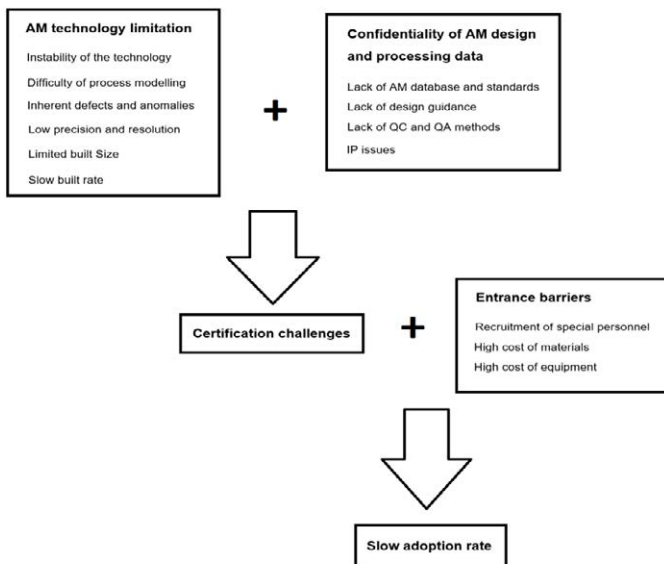 AM technology limitation
Instability of the technology
Difficulty of process modelling
Inherent defects and anomalies
Low precision and resolution
Limited built Size
Slow built rate
+
Confidentiality of AM design
and processing data
Lack of AM database and standards
Lack of design guidance
Lack of QC and QA methods
IP issues
Certification challenges
+
Entrance barriers
Recruitment of special personnel
High cost of materials
High cost of equipment
Slow adoption rate